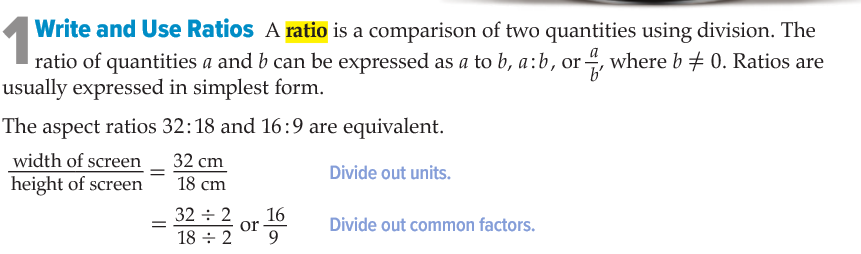 1 Write and Use Ratios A ratio is a comparison of two quantities using division. The
ratio of quantities a and b can be expressed as a to b, a:b, or a/b, where b ≠ 0. Ratios are
usually expressed in simplest form.
The aspect ratios 32:18 and 16:9 are equivalent.
width of screen/height of screen = 32 cm/18 cm Divide out units.
= 32 ÷ 2/18 ÷ 2 or 16/9 Divide out common factors.